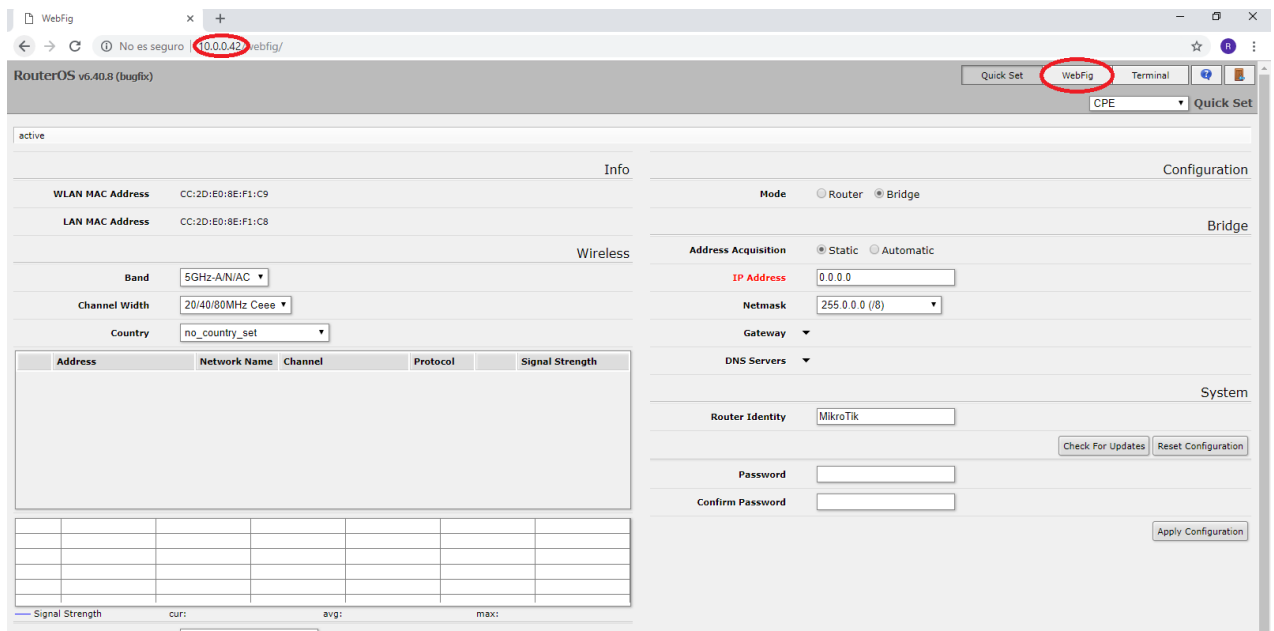 WebFig
No es seguro | 10.0.0.42/webfig/
R
RouterOS v6.40.8 (bugfix)
Quick Set WebFig Terminal
CPE Quick Set
active
Info
WLAN MAC Address CC:2D:E0:8E:F1:C9
LAN MAC Address CC:2D:E0:8E:F1:C8
Wireless
Band 5GHz-A/N/AC
Channel Width 20/40/80MHz Ceee
Country no_country_set
Address Network Name Channel Protocol Signal Strength
Signal Strength cur: avg: max:
Configuration
Mode Router Bridge
Bridge
Address Acquisition Static Automatic
IP Address 0.0.0.0
Netmask 255.0.0.0 (/8)
Gateway
DNS Servers
System
Router Identity MikroTik
Check For Updates Reset Configuration
Password
Confirm Password
Apply Configuration